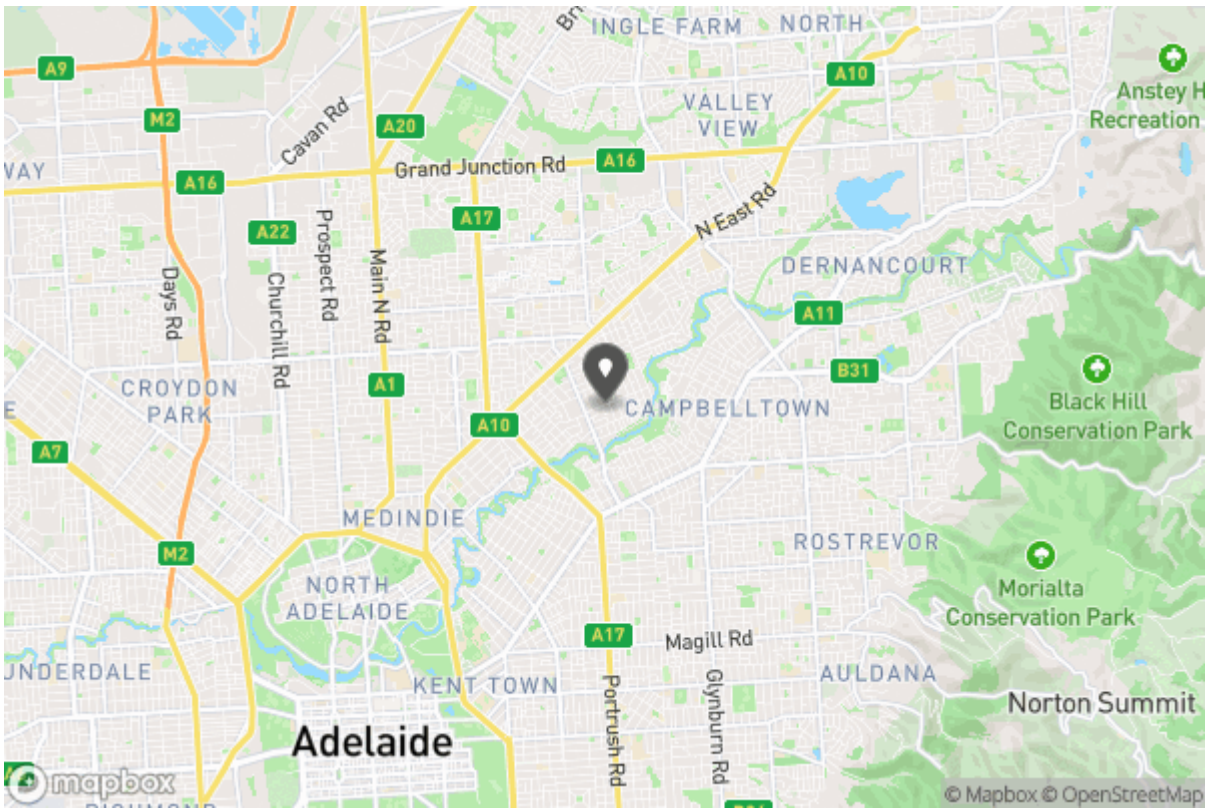 INGLE FARM
NORTH
A9
A10
Anstey H
Recreation
M2
VALLEY
VIEW
Cavan Rd
A20
Grand Junction Rd
A16
WAY
A16
A17
N East Rd
A22
Prospect Rd
Main N Rd
Days Rd
Churchill Rd
DERNANCOURT
A11
CROYDON
PARK
A1
B31
CAMPBELLTOWN
Black Hill
Conservation Park
A10
A7
MEDINDIE
ROSTREVOR
M2
NORTH
ADELAIDE
Morialta
Conservation Park
A17
Magill Rd
UNDERDALE
KENT TOWN
AULDANA
Portrush Rd
Glynburn Rd
Norton Summit
Adelaide
mapbox
© Mapbox © OpenStreetMap